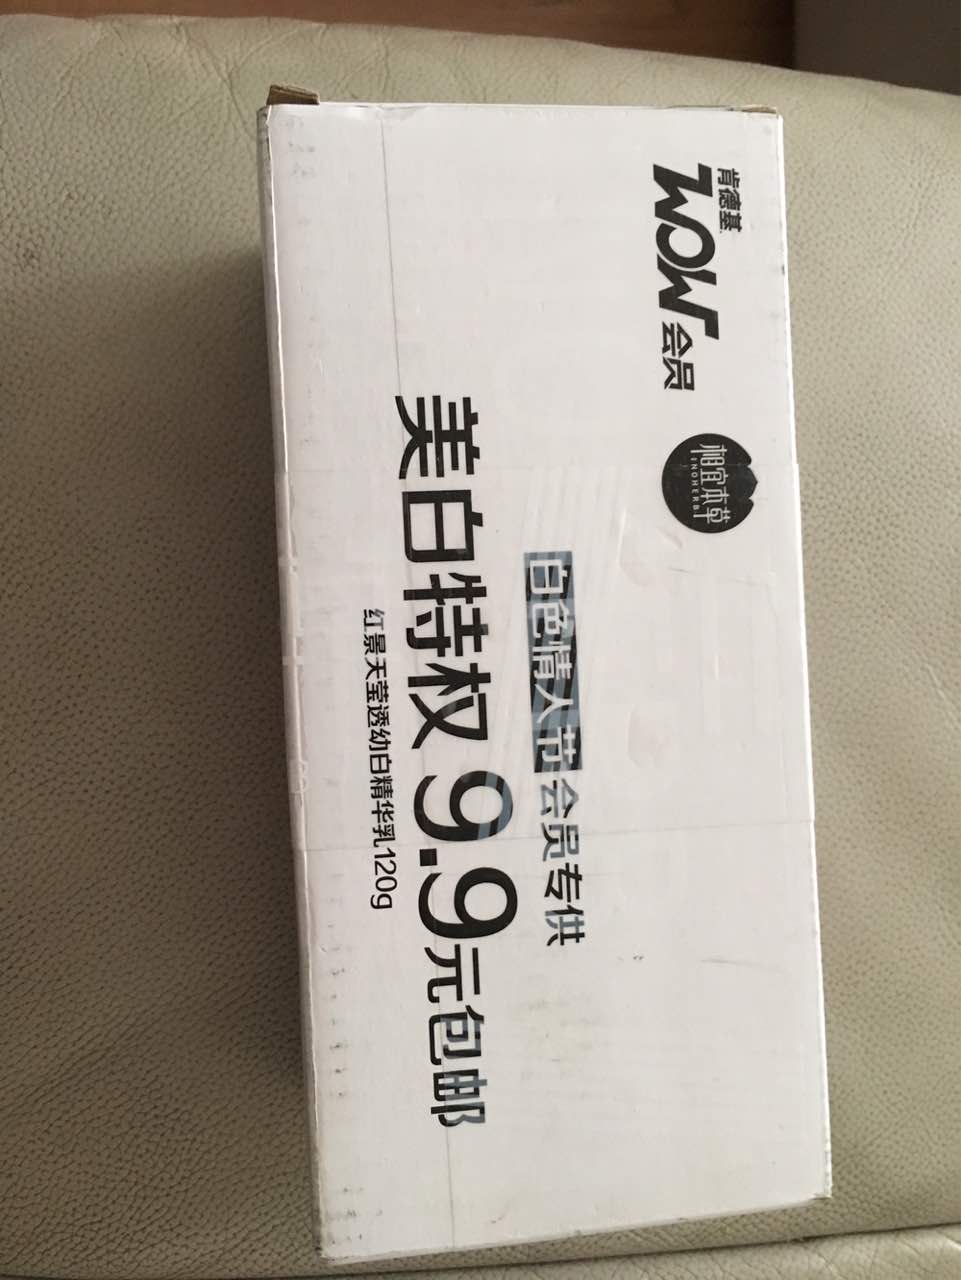 肯德基
WOW会员
相宜本草
INOHERB
白色情人节会员专供
美白特权9.9元包邮
红景天莹透幼白精华乳120g